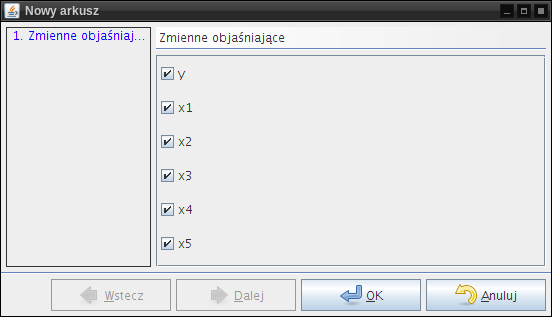 Nowy arkusz
1. Zmienne objaśniaj...
Zmienne objaśniające
y
x1
x2
x3
x4
x5
Wstecz
Dalej
OK
Anuluj